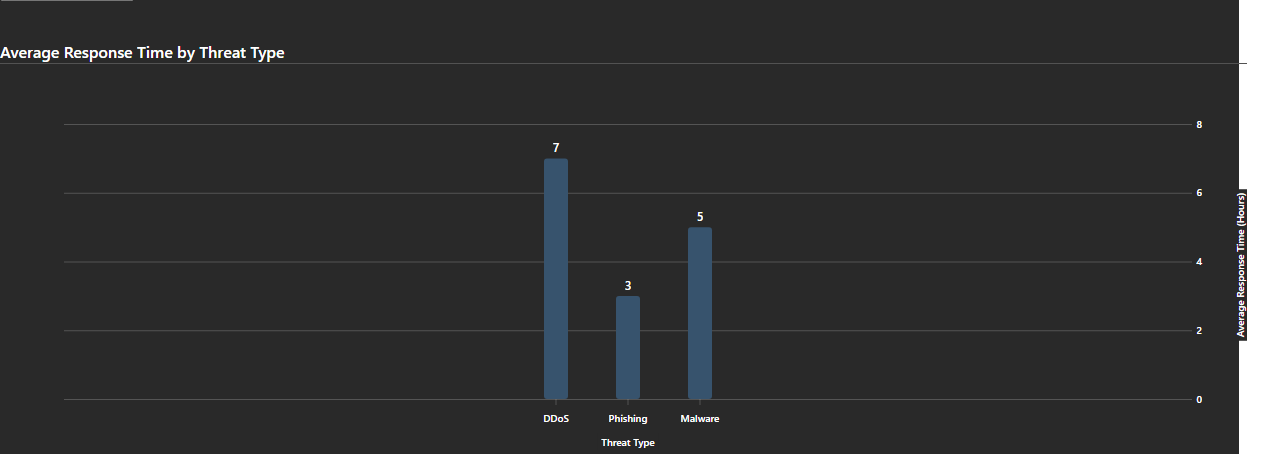 Average Response Time by Threat Type
8
7
6
5
4
3
2
0
DDoS Phishing Malware
Threat Type
Average Response Time (Hours)